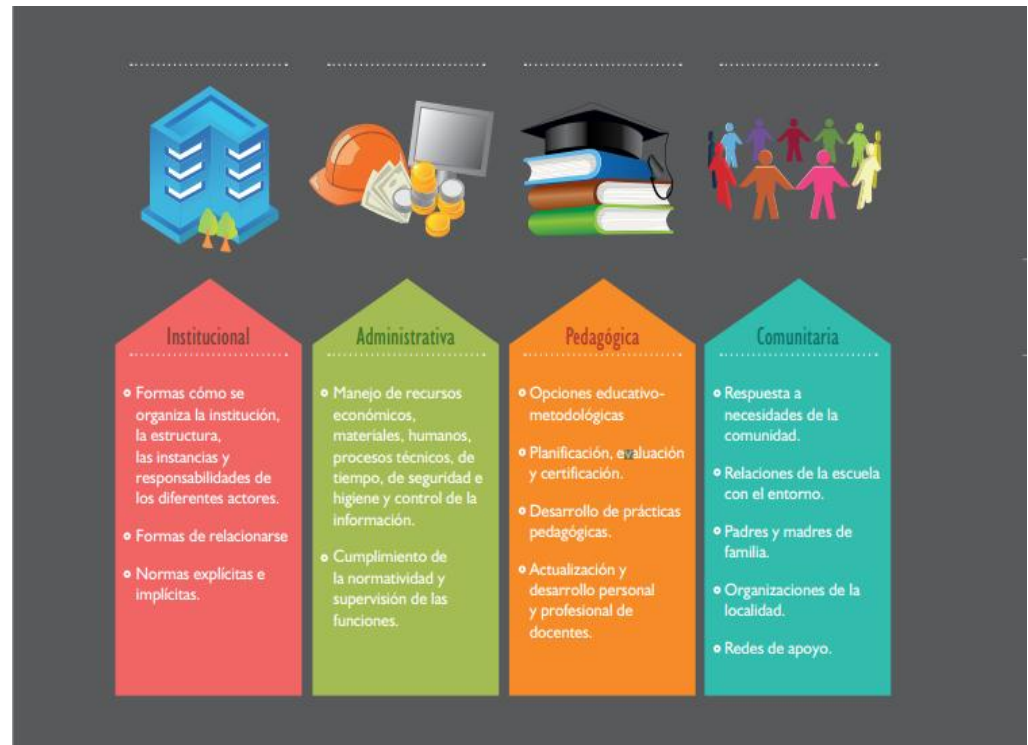 Institucional
Formas cómo se
organiza la institución,
la estructura,
las instancias y
responsabilidades de
los diferentes actores.
Formas de relacionarse
Normas explícitas e
implícitas.
Administrativa
Manejo de recursos
económicos,
materiales, humanos,
procesos técnicos, de
tiempo, de seguridad e
higiene y control de la
información.
Cumplimiento de
la normatividad y
supervisión de las
funciones.
Pedagógica
Opciones educativo-
metodológicas
Planificación, evaluación
y certificación.
Desarrollo de prácticas
pedagógicas.
Actualización y
desarrollo personal
y profesional de
docentes.
Comunitaria
Respuesta a
necesidades de la
comunidad.
Relaciones de la escuela
con el entorno.
Padres y madres de
familia.
Organizaciones de la
localidad.
Redes de apoyo.